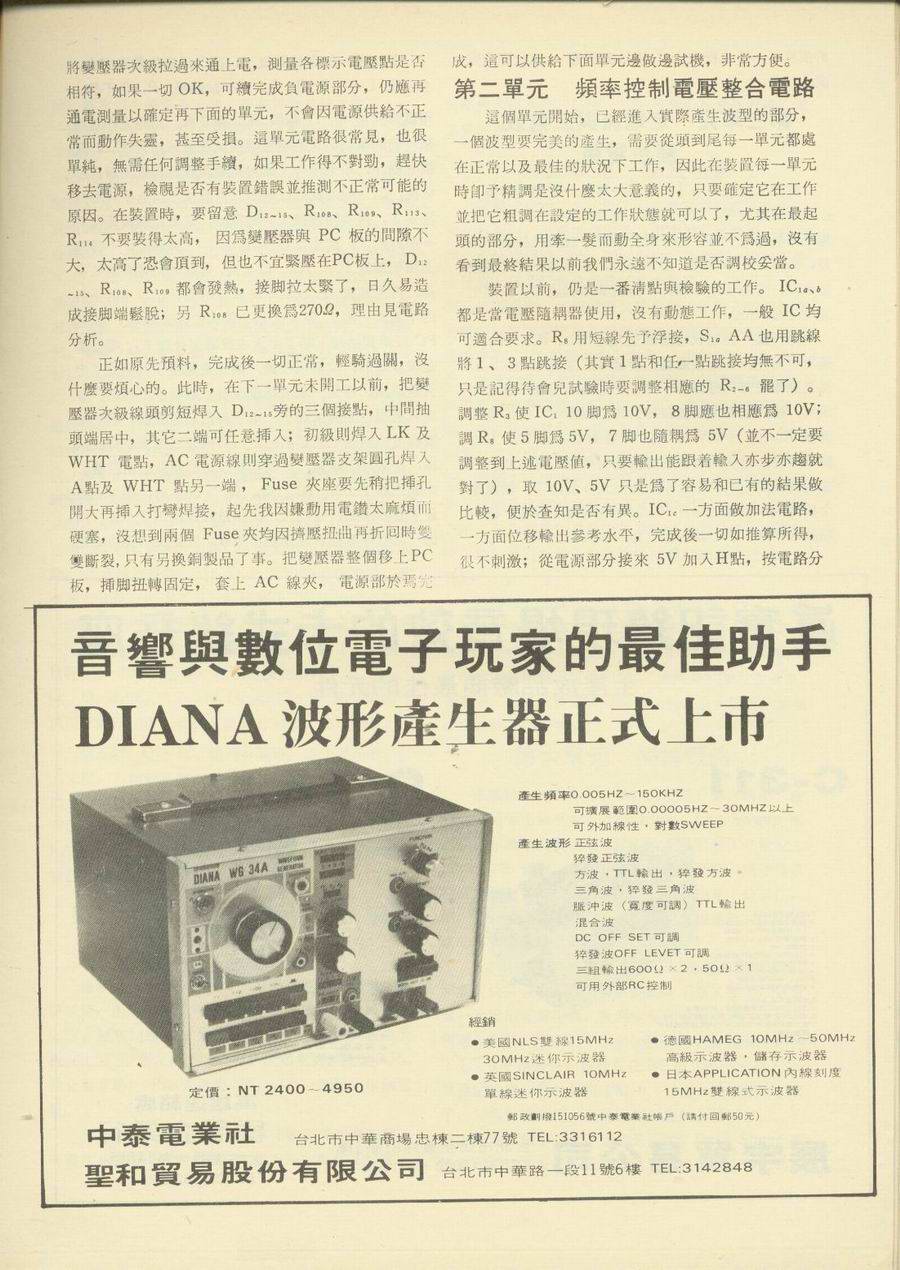 將變壓器次級拉過來通上電，測量各標示電壓點是否
相符，如果一切 OK，可續完成負電源部分，仍應再
通電測量以確定再下面的單元，不會因電源供給不正
常而動作失靈，甚至受損。這單元電路很常見，也很
單純，無需任何調整手續，如果工作得不對勁，趕快
移去電源，檢視是否有裝置錯誤並推測不正常可能的
原因。在裝置時，要留意 D₁₂~₁₅、R₁₀₈、R₁₀₉、R₁₁₃、
R₁₁₄ 不要裝得太高，因爲變壓器與 PC 板的間隙不
大，太高了恐會頂到，但也不宜緊壓在PC板上，D₁₂
~₁₅、R₁₀₈、R₁₀₉ 都會發熱，接脚拉太緊了，日久易造
成接脚端鬆脫；另 R₁₀₈ 已更換爲270Ω，理由見電路
分析。
正如原先預料，完成後一切正常，輕騎過關，沒
什麼要煩心的。此時，在下一單元未開工以前，把變
壓器次級線頭剪短焊入 D₁₂~₁₅旁的三個接點，中間抽
頭端居中，其它二端可任意挿入；初級則焊入 LK 及
WHT 電點，AC 電源線則穿過變壓器支架圓孔焊入
A點及 WHT 點另一端，Fuse 夾座要先稍把挿孔
開大再挿入打彎焊接，起先我因嫌動用電鑽太麻煩而
硬塞，沒想到兩個 Fuse夾均因擠壓扭曲再折回時雙
雙斷裂，只有另換銅製品了事。把變壓器整個移上PC
板，挿脚扭轉固定，套上 AC 線夾，電源部於焉完
成，這可以供給下面單元邊做邊試機，非常方便。
第二單元 頻率控制電壓整合電路
這個單元開始，已經進入實際產生波型的部分，
一個波型要完美的產生，需要從頭到尾每一單元都處
在正常以及最佳的狀況下工作，因此在裝置每一單元
時卽予精調是沒什麼太大意義的，只要確定它在工作
並把它粗調在設定的工作狀態就可以了，尤其在最起
頭的部分，用牽一髮而動全身來形容並不爲過，沒有
看到最終結果以前我們永遠不知道是否調校妥當。
裝置以前，仍是一番淸點與檢驗的工作。IC₁ₐ、ᵦ
都是當電壓隨耦器使用，沒有動態工作，一般 IC 均
可適合要求。R₈ 用短線先予浮接，S₁ₐ AA 也用跳線
將1、3點跳接（其實1點和任一點跳接均無不可，
只是記得待會兒試驗時要調整相應的 R₂₋₆ 罷了）。
調整 R₃ 使 IC₁ 10 脚爲 10V，8脚應也相應爲 10V；
調 R₈ 使5脚爲5V，7脚也隨耦爲 5V（並不一定要
調整到上述電壓値，只要輸出能跟着輸入亦步亦趨就
對了），取 10V、5V 只是爲了容易和已有的結果做
比較，便於查知是否有異。IC₁c 一方面做加法電路，
一方面位移輸出參考水平，完成後一切如推算所得，
很不刺激；從電源部分接來 5V 加入H點，按電路分
音響與數位電子玩家的最佳助手
DIANA 波形產生器正式上市
DIANA WG 34A WAVEFORM GENERATOR
FUNCTION
產生頻率0.005HZ～150KHZ
可擴展範圍0.00005HZ～30MHZ以上
可外加線性，對數SWEEP
產生波形 正弦波
猝發正弦波
方波，TTL輸出，猝發方波。
三角波，猝發三角波
脈冲波（寬度可調）TTL輸出
混合波
DC OFF SET可調
猝發波OFF LEVET可調
三組輸出600Ω×2，50Ω×1
可用外部RC控制
經銷
●美國NLS雙線15MHz
30MHz迷你示波器
●英國SINCLAIR 10MHz
單線迷你示波器
●德國HAMEG 10MHz～50MHz
高級示波器，儲存示波器
●日本APPLICATION內線刻度
15MHz雙線式示波器
定價：NT 2400～4950
郵政劃撥151056號中泰電業社帳戶（請付回郵50元）
中泰電業社 台北市中華商場忠棟二棟77號 TEL:3316112
聖和貿易股份有限公司 台北市中華路一段11號6樓 TEL:3142848